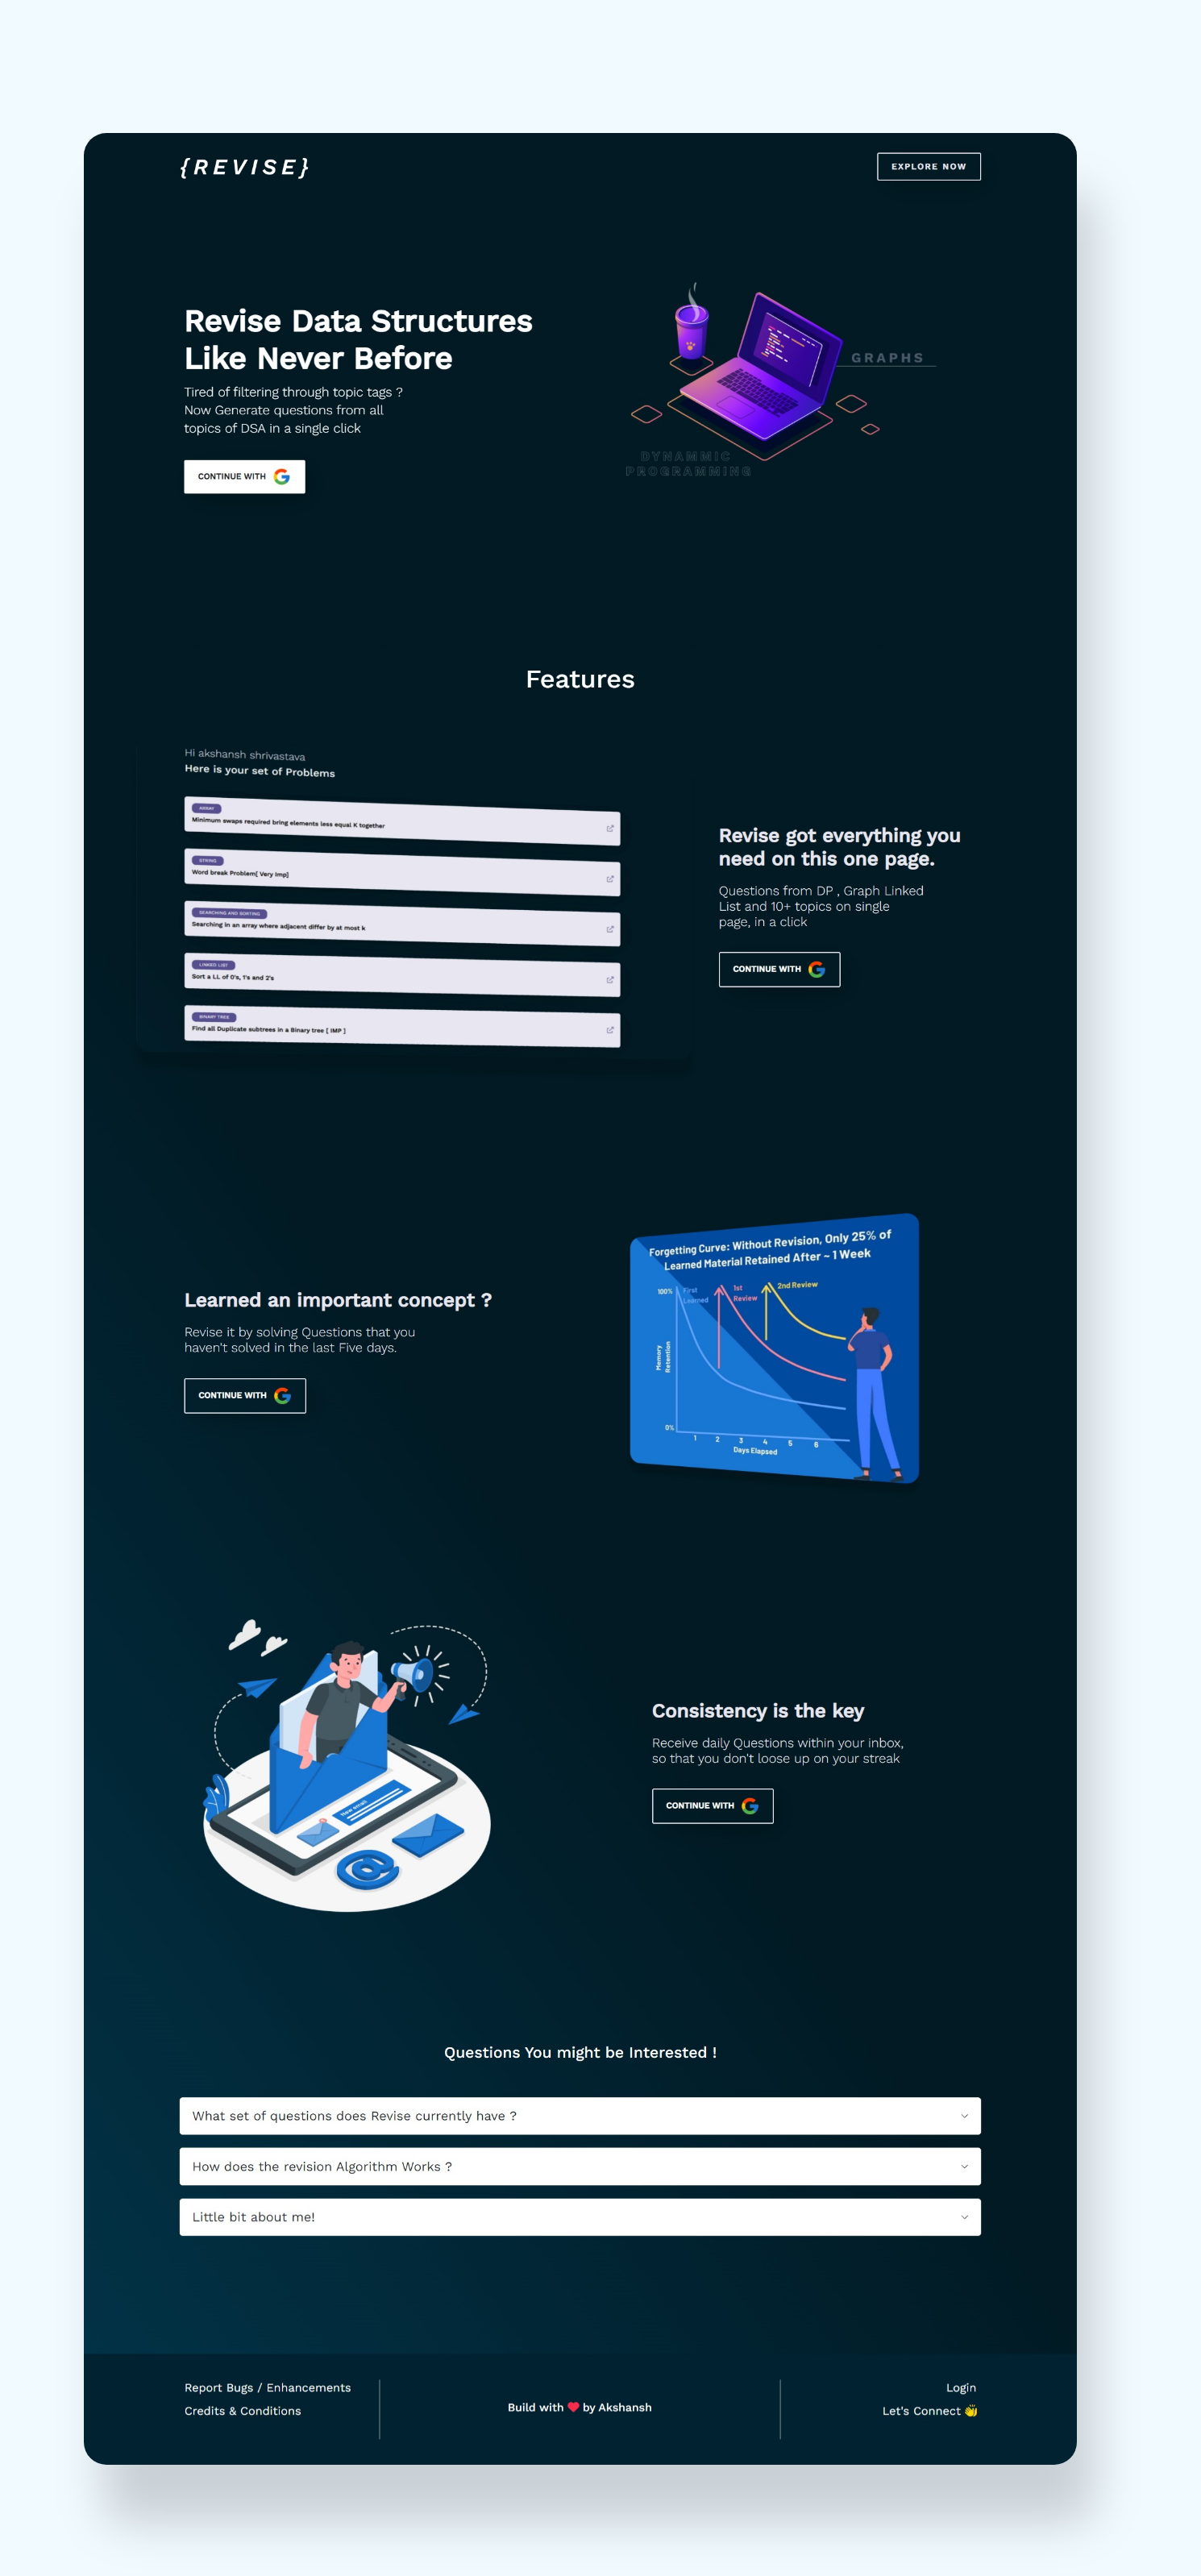 {REVISE}
EXPLORE NOW
Revise Data Structures
Like Never Before
Tired of filtering through topic tags ?
Now Generate questions from all
topics of DSA in a single click
CONTINUE WITH
GRAPHS
DYNAMMIC
PROGRAMMING
Features
Hi akshansh shrivastava
Here is your set of Problems
ARRAY
Minimum swaps required bring elements less equal K together
STRING
Word break Problem[ Very Imp]
SEARCHING AND SORTING
Searching in an array where adjacent differ by at most k
LINKED LIST
Sort a LL of 0's, 1's and 2's
BINARY TREE
Find all Duplicate subtrees in a Binary tree [ IMP ]
Revise got everything you
need on this one page.
Questions from DP , Graph Linked
List and 10+ topics on single
page, in a click
CONTINUE WITH
Learned an important concept ?
Revise it by solving Questions that you
haven't solved in the last Five days.
CONTINUE WITH
Forgetting Curve: Without Revision, Only 25% of
Learned Material Retained After ~ 1 Week
100%
First
Learned
1st
Review
2nd Review
Memory
Retention
0%
1 2 3 4 5 6
Days Elapsed
New email
Consistency is the key
Receive daily Questions within your inbox,
so that you don't loose up on your streak
CONTINUE WITH
Questions You might be Interested !
What set of questions does Revise currently have ?
How does the revision Algorithm Works ?
Little bit about me!
Report Bugs / Enhancements
Credits & Conditions
Build with ❤️ by Akshansh
Login
Let's Connect 👏